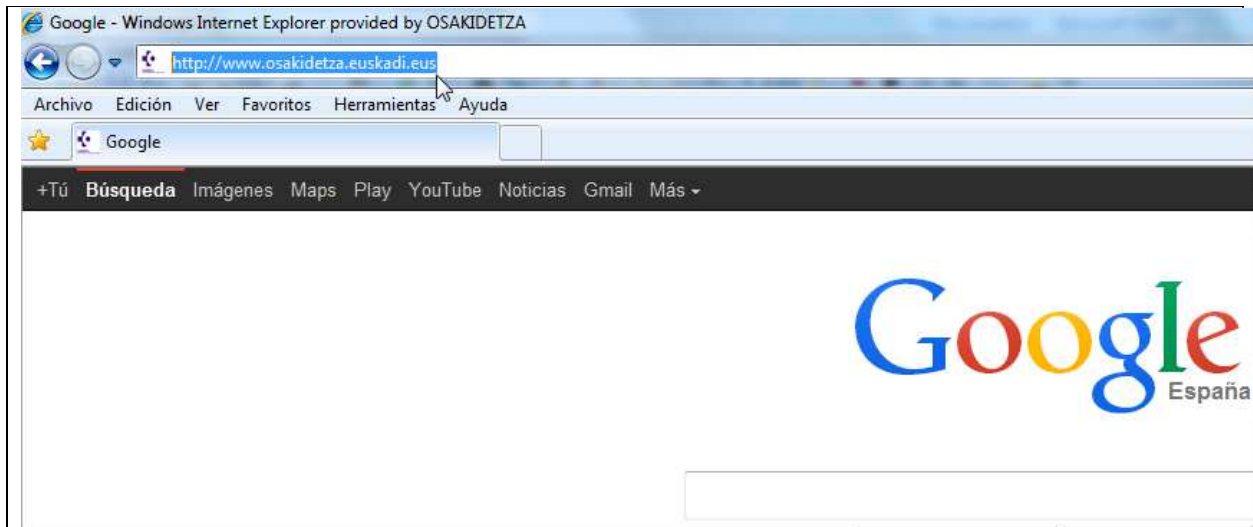 Google - Windows Internet Explorer provided by OSAKIDETZA
http://www.osakidetza.euskadi.eus
Archivo Edición Ver Favoritos Herramientas Ayuda
Google
+Tú Búsqueda Imágenes Maps Play YouTube Noticias Gmail Más
Google
España